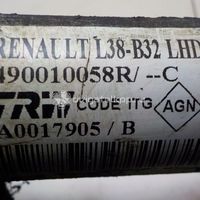 RENAULT L38-B32 LHD
490010058R/--C
TRW CODE ITG AGN
A0017905/B